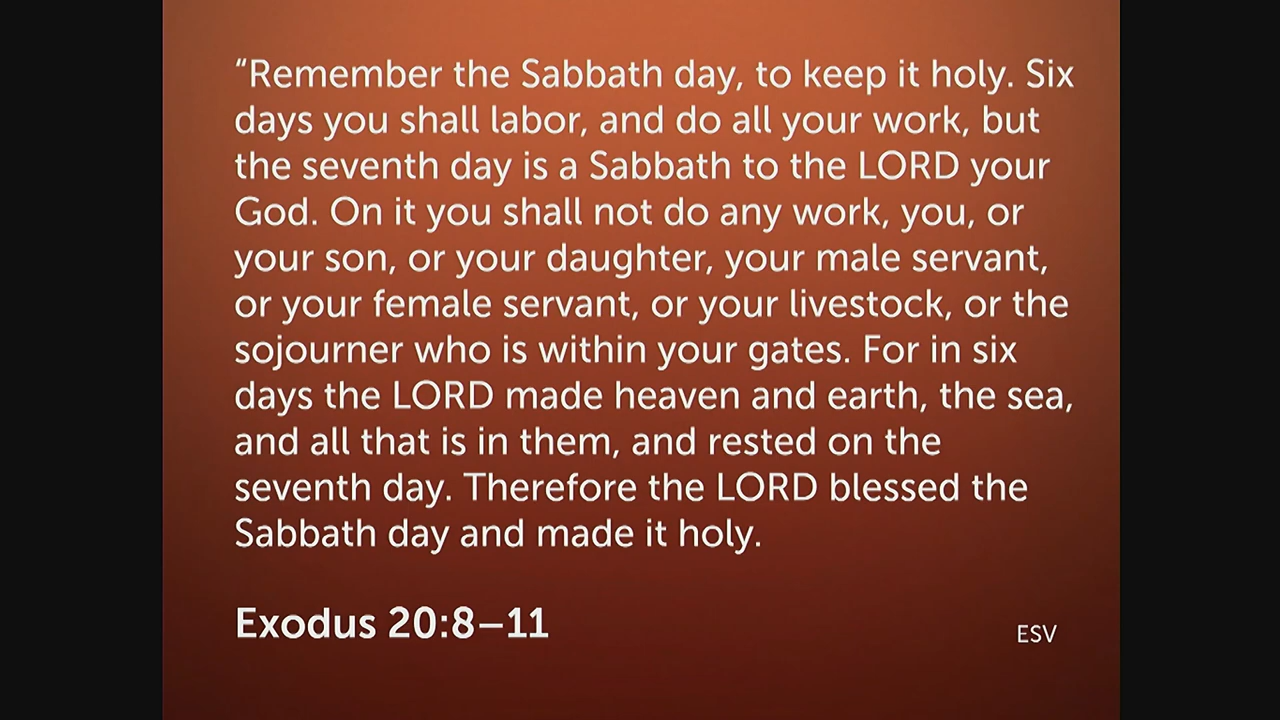 “Remember the Sabbath day, to keep it holy. Six
days you shall labor, and do all your work, but
the seventh day is a Sabbath to the LORD your
God. On it you shall not do any work, you, or
your son, or your daughter, your male servant,
or your female servant, or your livestock, or the
sojourner who is within your gates. For in six
days the LORD made heaven and earth, the sea,
and all that is in them, and rested on the
seventh day. Therefore the LORD blessed the
Sabbath day and made it holy.
Exodus 20:8–11
ESV